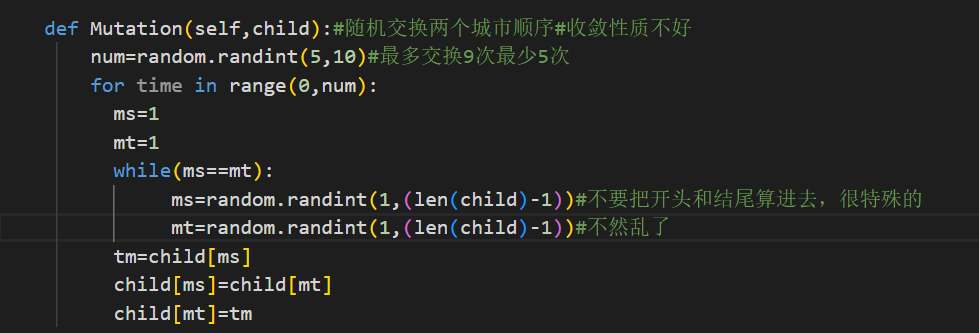 def Mutation(self,child):#随机交换两个城市顺序#收敛性质不好
num=random.randint(5,10)#最多交换9次最少5次
for time in range(0,num):
ms=1
mt=1
while(ms==mt):
ms=random.randint(1,(len(child)-1))#不要把开头和结尾算进去，很特殊的
mt=random.randint(1,(len(child)-1))#不然乱了
tm=child[ms]
child[ms]=child[mt]
child[mt]=tm